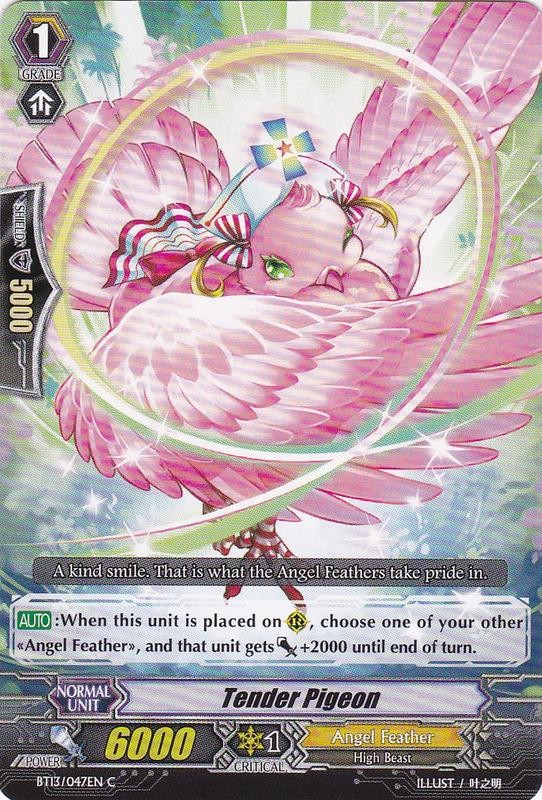 1
GRADE
SHIELD
5000
A kind smile. That is what the Angel Feathers take pride in.
AUTO:When this unit is placed on R, choose one of your other
«Angel Feather», and that unit gets +2000 until end of turn.
NORMAL
UNIT
Tender Pigeon
POWER
6000
1
CRITICAL
Angel Feather
High Beast
BT13/047EN C
ILLUST / 叶之明